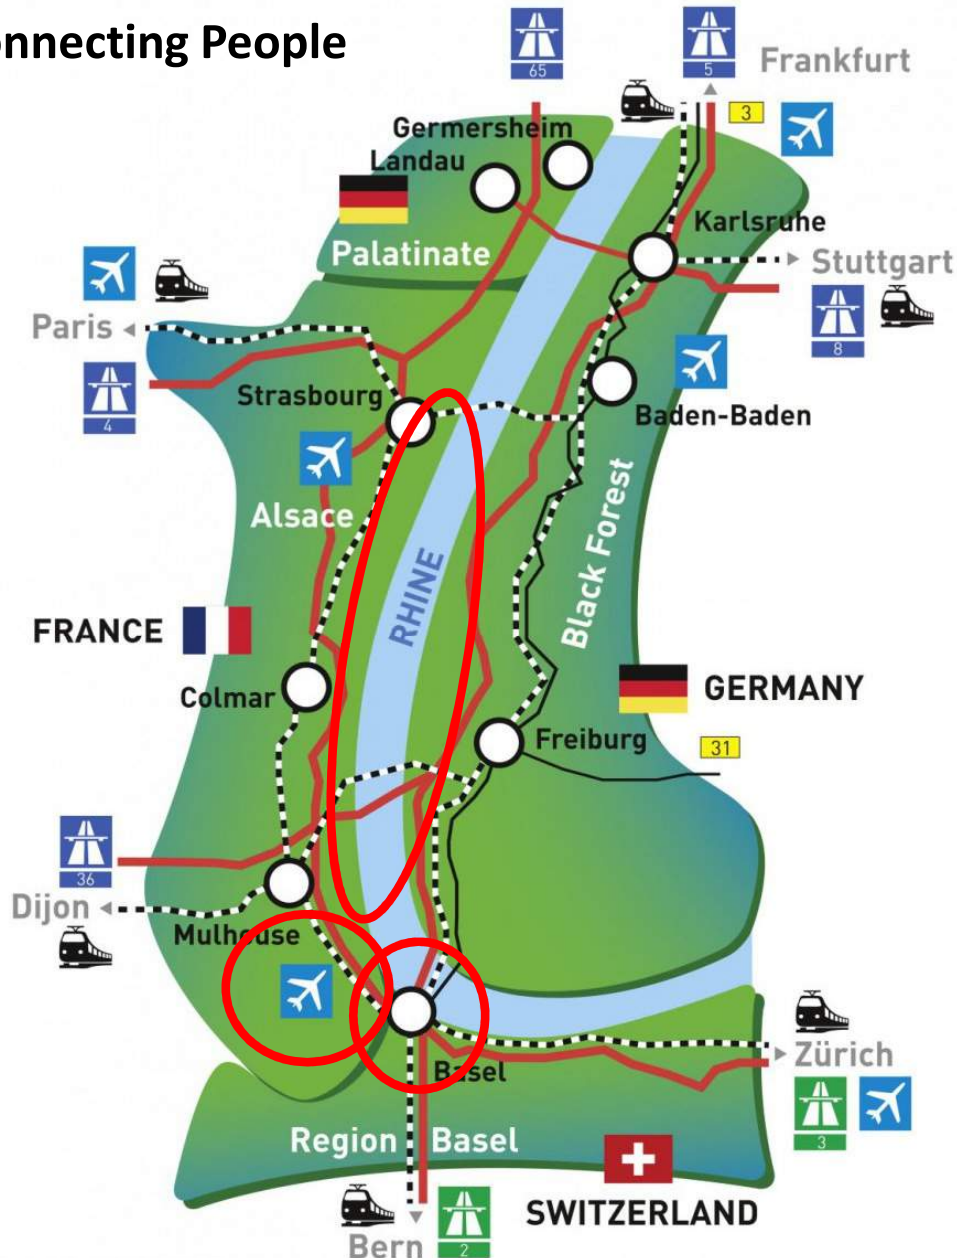 onnecting People
65
5
Frankfurt
3
Germersheim
Landau
Karlsruhe
Palatinate
Stuttgart
Paris
8
Strasbourg
4
Baden-Baden
Alsace
Black Forest
RHINE
FRANCE
GERMANY
Colmar
Freiburg
31
36
Dijon
Mulhouse
Zürich
Basel
3
Region Basel
SWITZERLAND
Bern
2